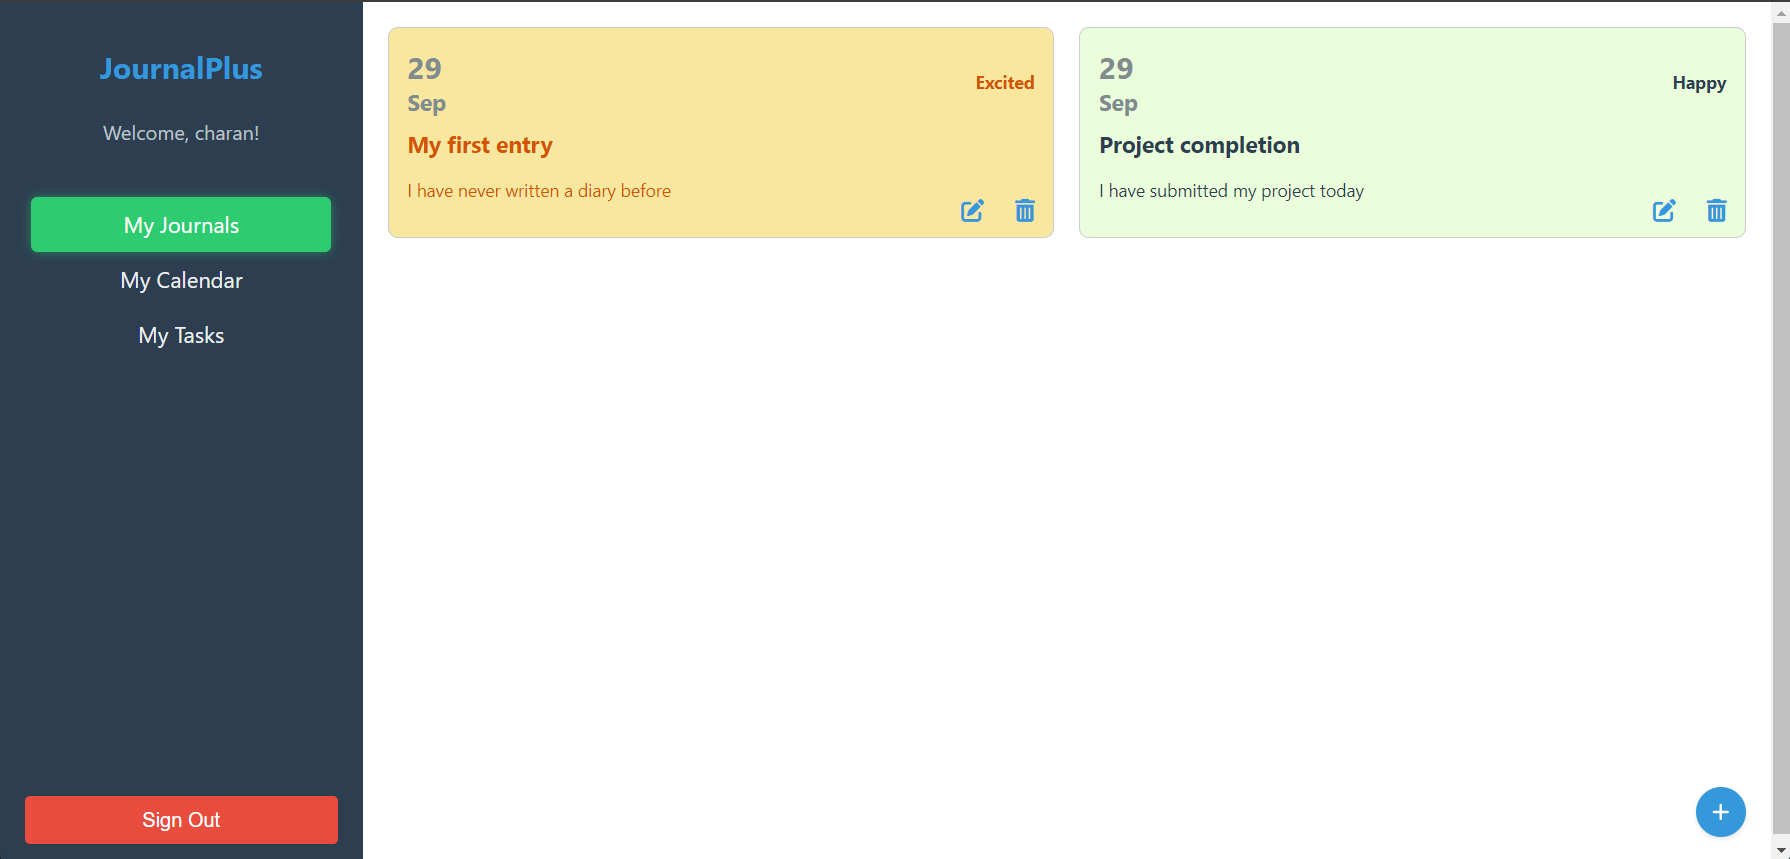 JournalPlus
Welcome, charan!
My Journals
My Calendar
My Tasks
Sign Out
29
Sep
Excited
My first entry
I have never written a diary before
29
Sep
Happy
Project completion
I have submitted my project today
+